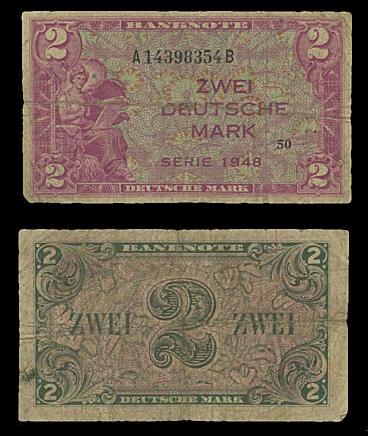 2 BANKNOTE 2
A14398354B
ZWEI
DEUTSCHE
MARK
50
SERIE 1948
2 DEUTSCHE MARK 2
2 BANKNOTE 2
ZWEI 2 ZWEI
2 DEUTSCHE MARK 2